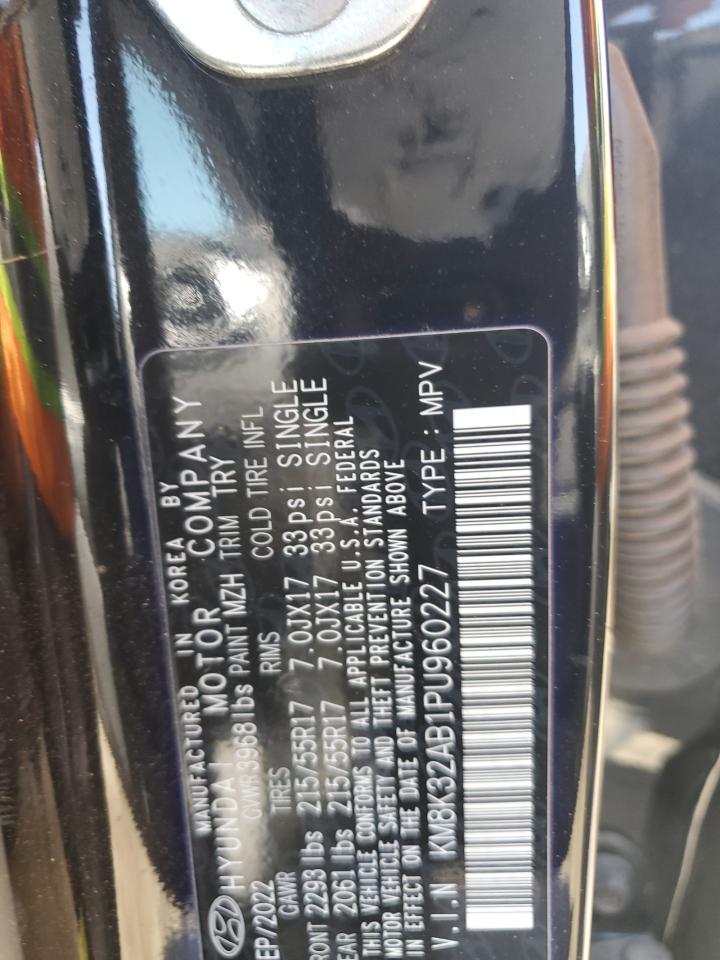 MANUFACTURED IN KOREA BY
HYUNDAI MOTOR COMPANY
EP/2022 GVWR 3968 lbs PAINT MZH TRIM TRY
GAWR TIRES RMS COLD TIRE INFL
RONT 2293 lbs 215/55R17 7.0JX17 33psi SINGLE
EAR 2061 lbs 215/55R17 7.0JX17 33psi SINGLE
THIS VEHICLE CONFORMS TO ALL APPLICABLE U.S.A. FEDERAL
MOTOR VEHICLE SAFETY AND THEFT PREVENTION STANDARDS
IN EFFECT ON THE DATE OF MANUFACTURE SHOWN ABOVE
V.I.N KM8K32AB1PU960227 TYPE : MPV